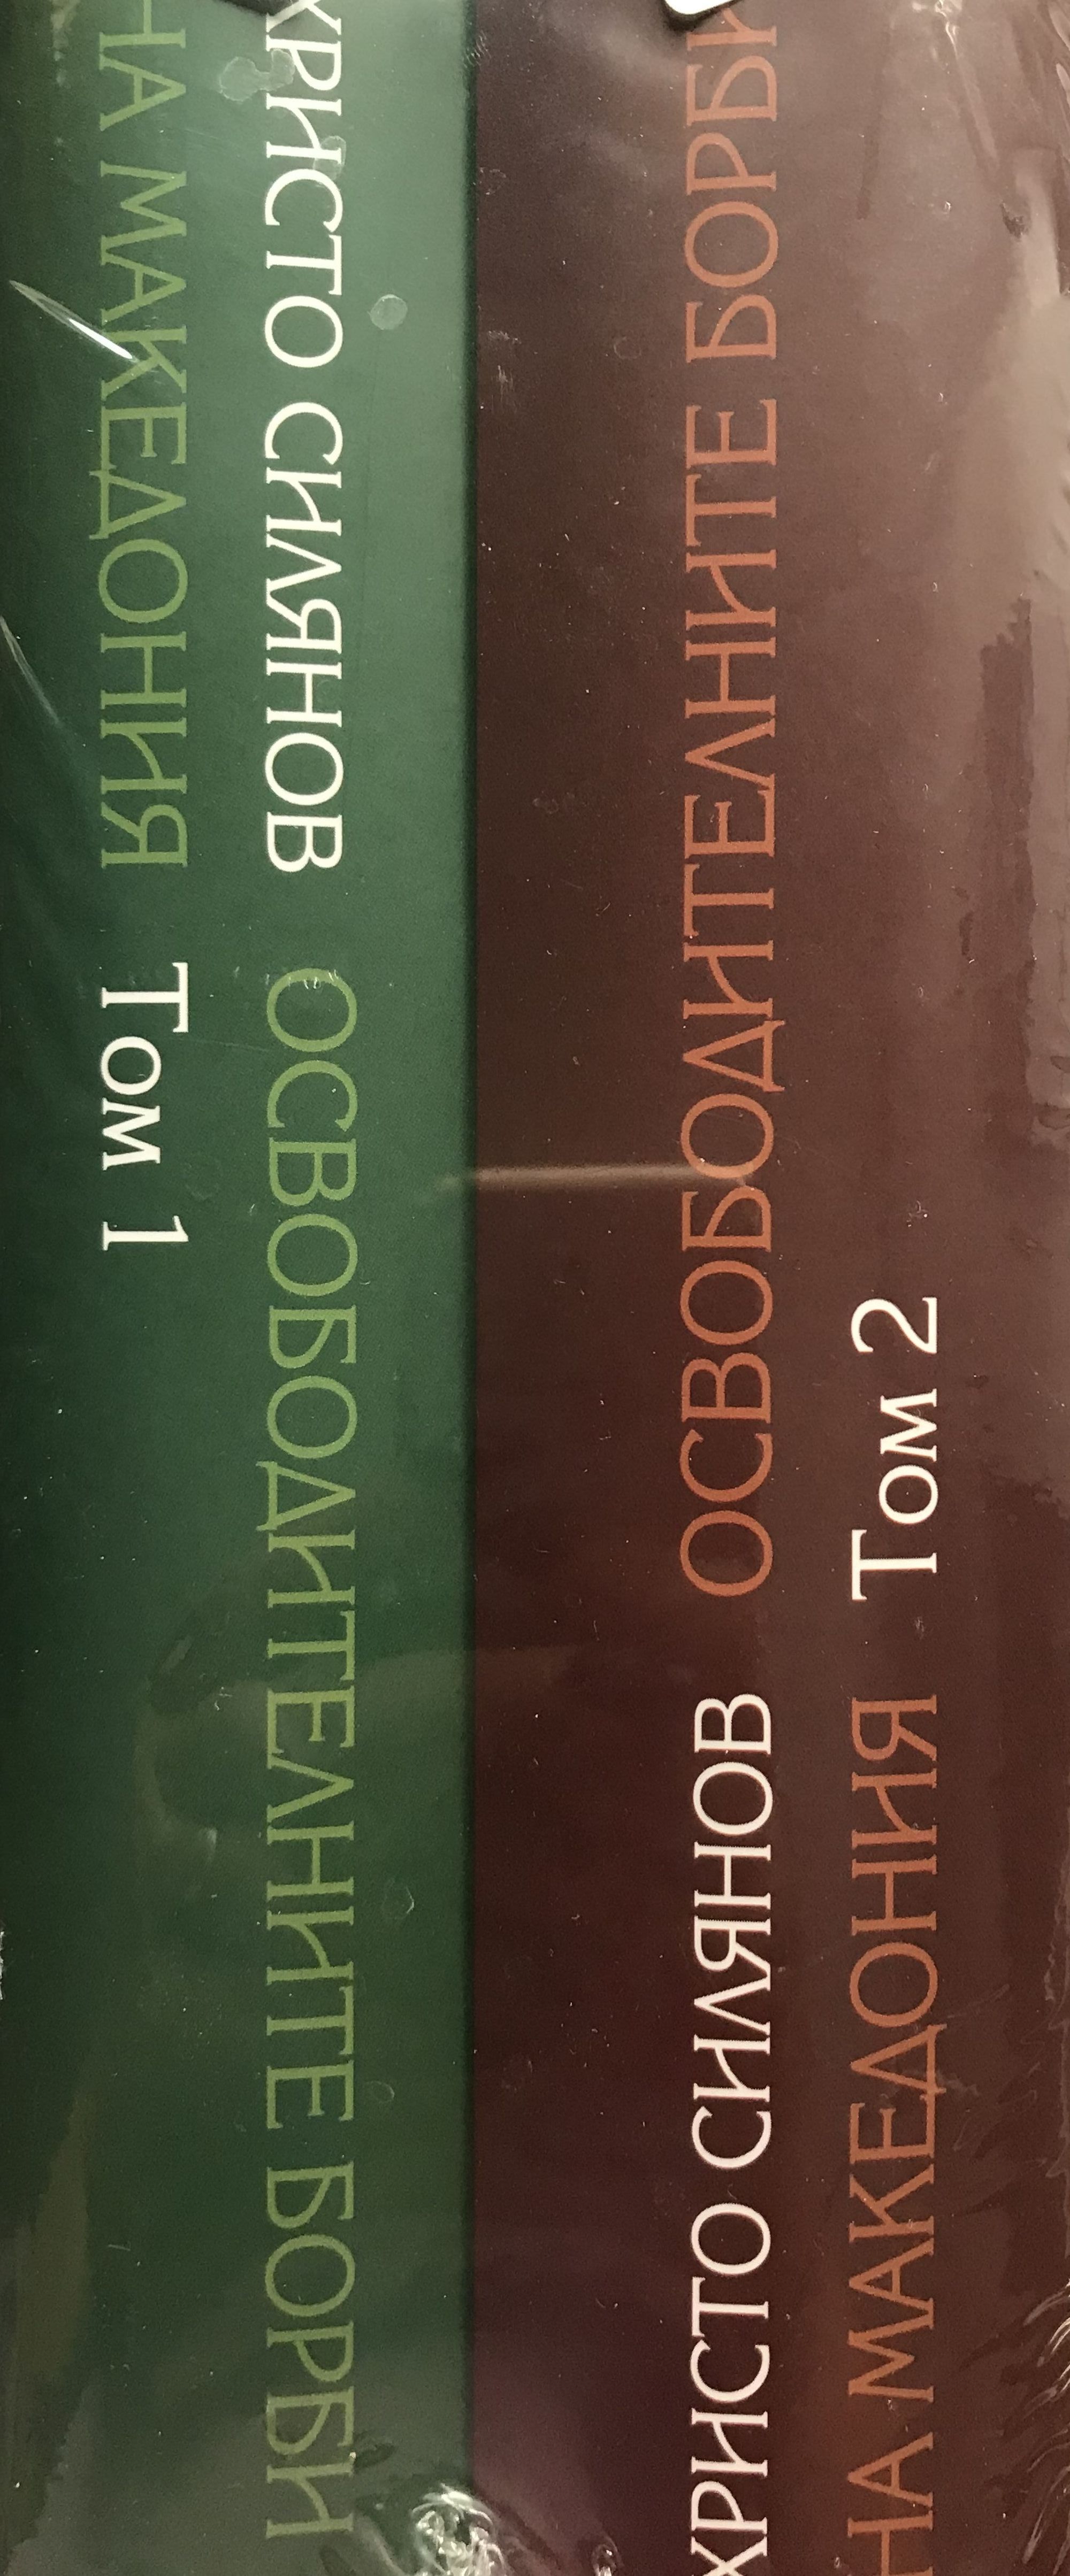 ХРИСТО СИЛЯНОВ ОСВОБОДИТЕЛНИТЕ БОРБИ
НА МАКЕДОНИЯ Том 1
ХРИСТО СИЛЯНОВ ОСВОБОДИТЕЛНИТЕ БОРБИ
НА МАКЕДОНИЯ Том 2